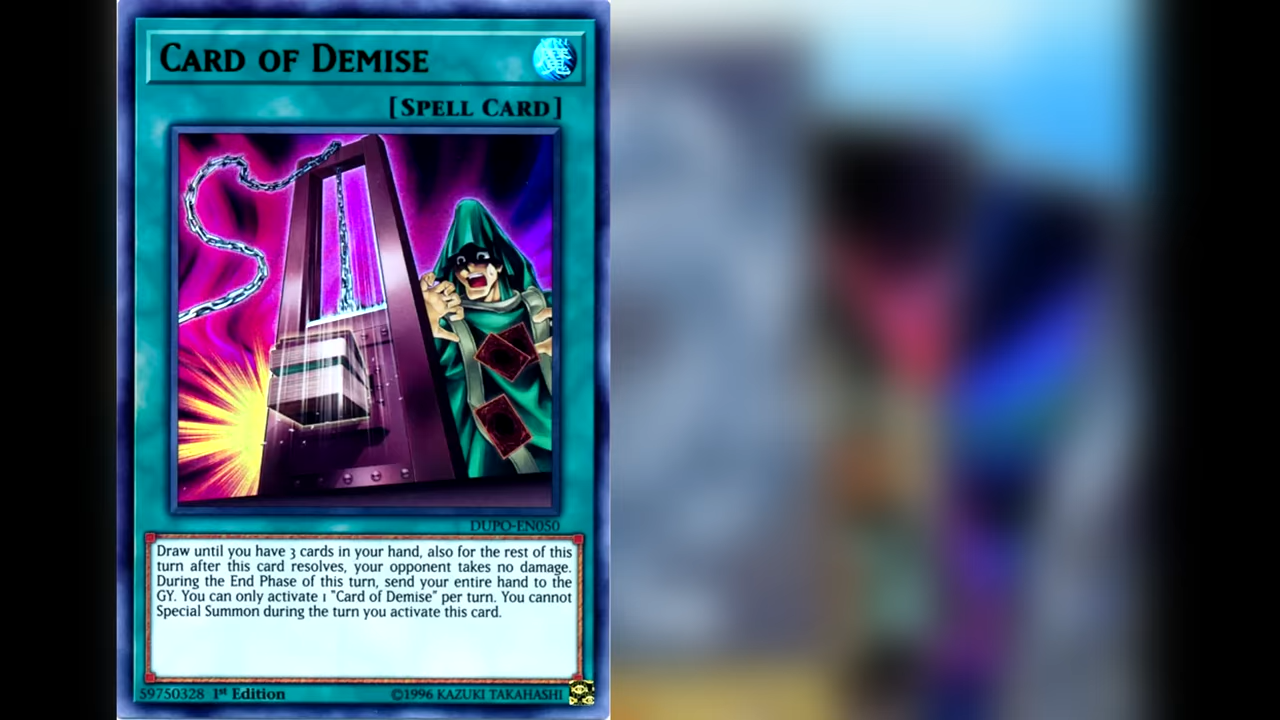 Card of Demise
[Spell Card]
DUPO-EN050
Draw until you have 3 cards in your hand, also for the rest of this
turn after this card resolves, your opponent takes no damage.
During the End Phase of this turn, send your entire hand to the
GY. You can only activate 1 "Card of Demise" per turn. You cannot
Special Summon during the turn you activate this card.
59750328 1st Edition ©1996 KAZUKI TAKAHASHI